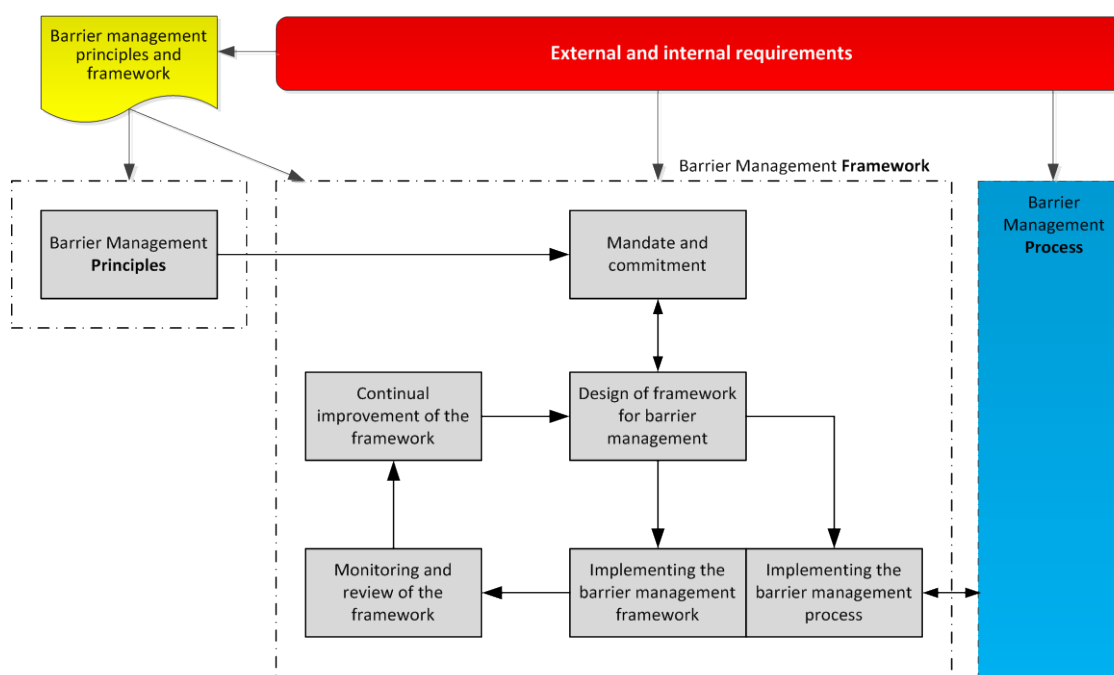 Barrier management
principles and
framework
External and internal requirements
Barrier Management Framework
Barrier Management
Principles
Mandate and
commitment
Barrier
Management
Process
Continual
improvement of the
framework
Design of framework
for barrier
management
Monitoring and
review of the
framework
Implementing the
barrier management
framework
Implementing the
barrier management
process